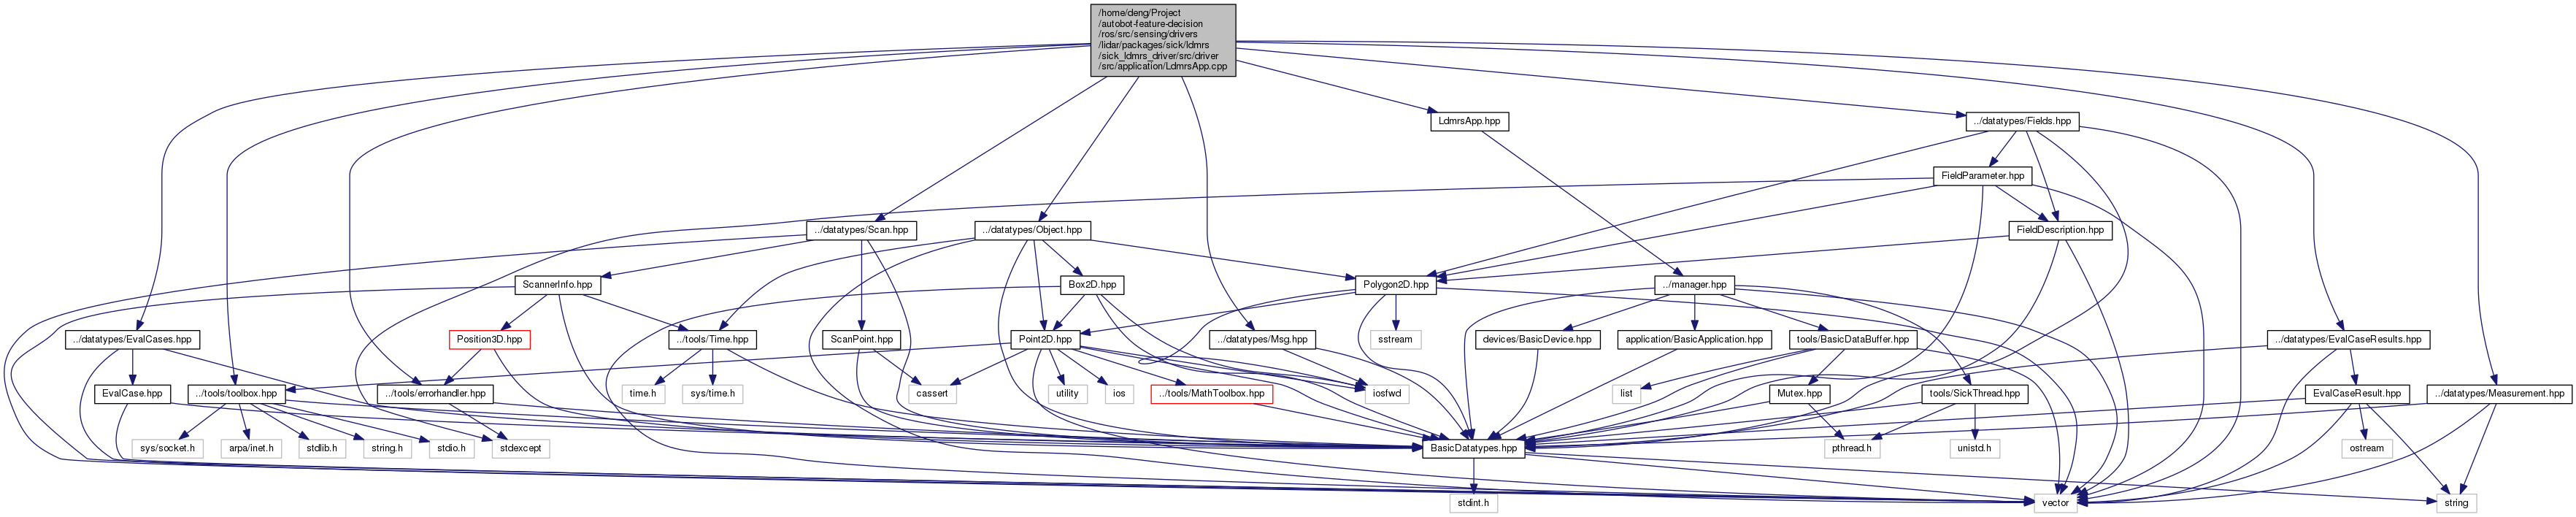 /home/deng/Project
/autobot-feature-decision
/ros/src/sensing/drivers
/lidar/packages/sick/ldmrs
/sick_ldmrs_driver/src/driver
/src/application/LdmrsApp.cpp
LdmrsApp.hpp
../datatypes/Fields.hpp
FieldParameter.hpp
../datatypes/Scan.hpp
../datatypes/Object.hpp
FieldDescription.hpp
ScannerInfo.hpp
Box2D.hpp
Polygon2D.hpp
../manager.hpp
../datatypes/EvalCases.hpp
Position3D.hpp
../tools/Time.hpp
ScanPoint.hpp
Point2D.hpp
../datatypes/Msg.hpp
sstream
devices/BasicDevice.hpp
application/BasicApplication.hpp
tools/BasicDataBuffer.hpp
../datatypes/EvalCaseResults.hpp
EvalCase.hpp
../tools/toolbox.hpp
../tools/errorhandler.hpp
time.h
sys/time.h
cassert
utility
ios
../tools/MathToolbox.hpp
iosfwd
list
Mutex.hpp
tools/SickThread.hpp
EvalCaseResult.hpp
../datatypes/Measurement.hpp
sys/socket.h
arpa/inet.h
stdlib.h
string.h
stdio.h
stdexcept
BasicDatatypes.hpp
pthread.h
unistd.h
ostream
stdint.h
vector
string